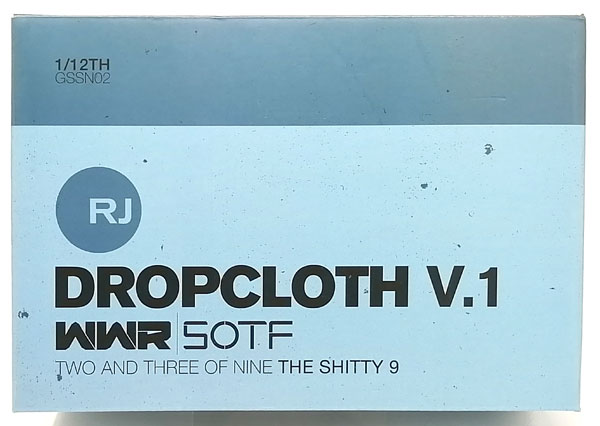 1/12TH
GSSN02
RJ
DROPCLOTH V.1
WWR|SOTF
TWO AND THREE OF NINE THE SHITTY 9